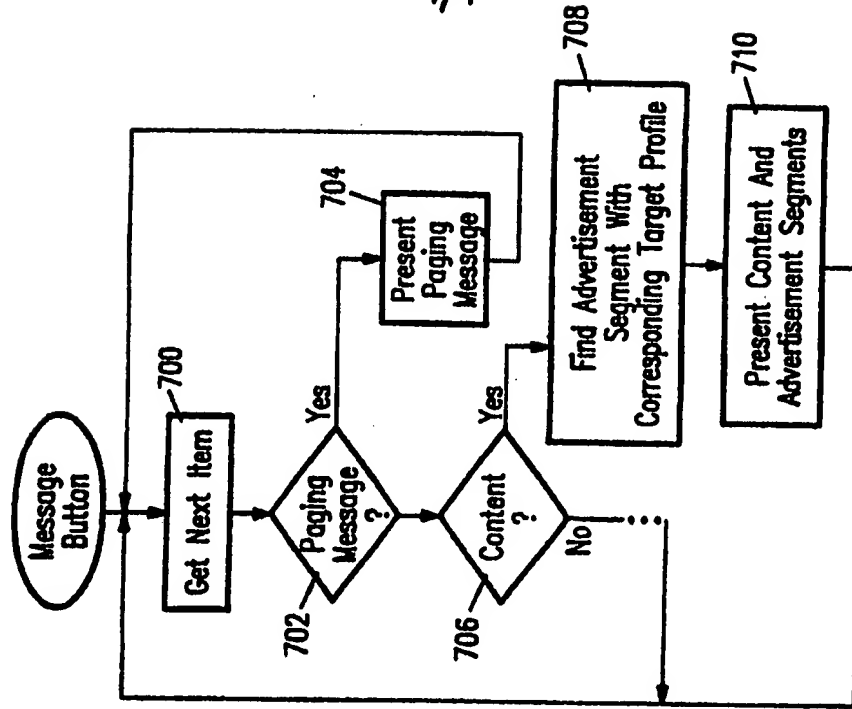 Message
Button
700
Get Next Item
702
Paging
Message
?
Yes
704
Present
Paging
Message
706
Content
?
Yes
No
708
Find Advertisement
Segment With
Corresponding Target Profile
710
Present Content And
Advertisement Segments